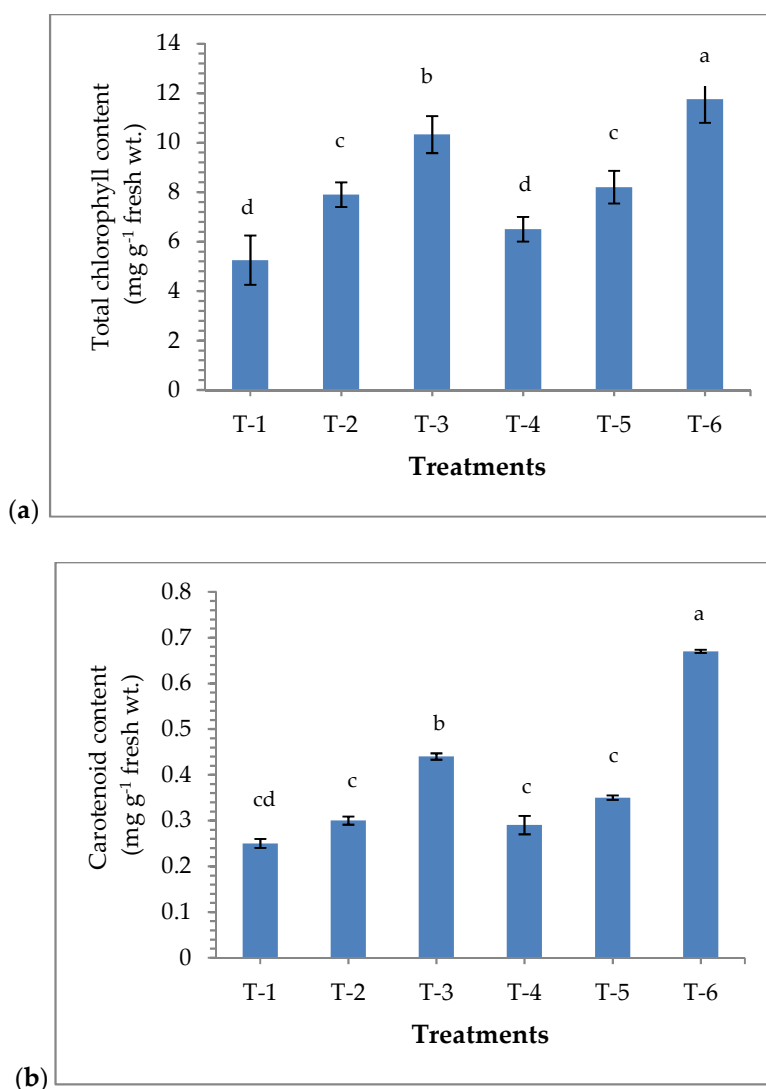 14
12
10
8
6
4
2
0
Total chlorophyll content
(mg g⁻¹ fresh wt.)
d
c
b
d
c
a
T-1 T-2 T-3 T-4 T-5 T-6
Treatments
(a)
0.8
0.7
0.6
0.5
0.4
0.3
0.2
0.1
0
Carotenoid content
(mg g⁻¹ fresh wt.)
cd
c
b
c
c
a
T-1 T-2 T-3 T-4 T-5 T-6
Treatments
(b)